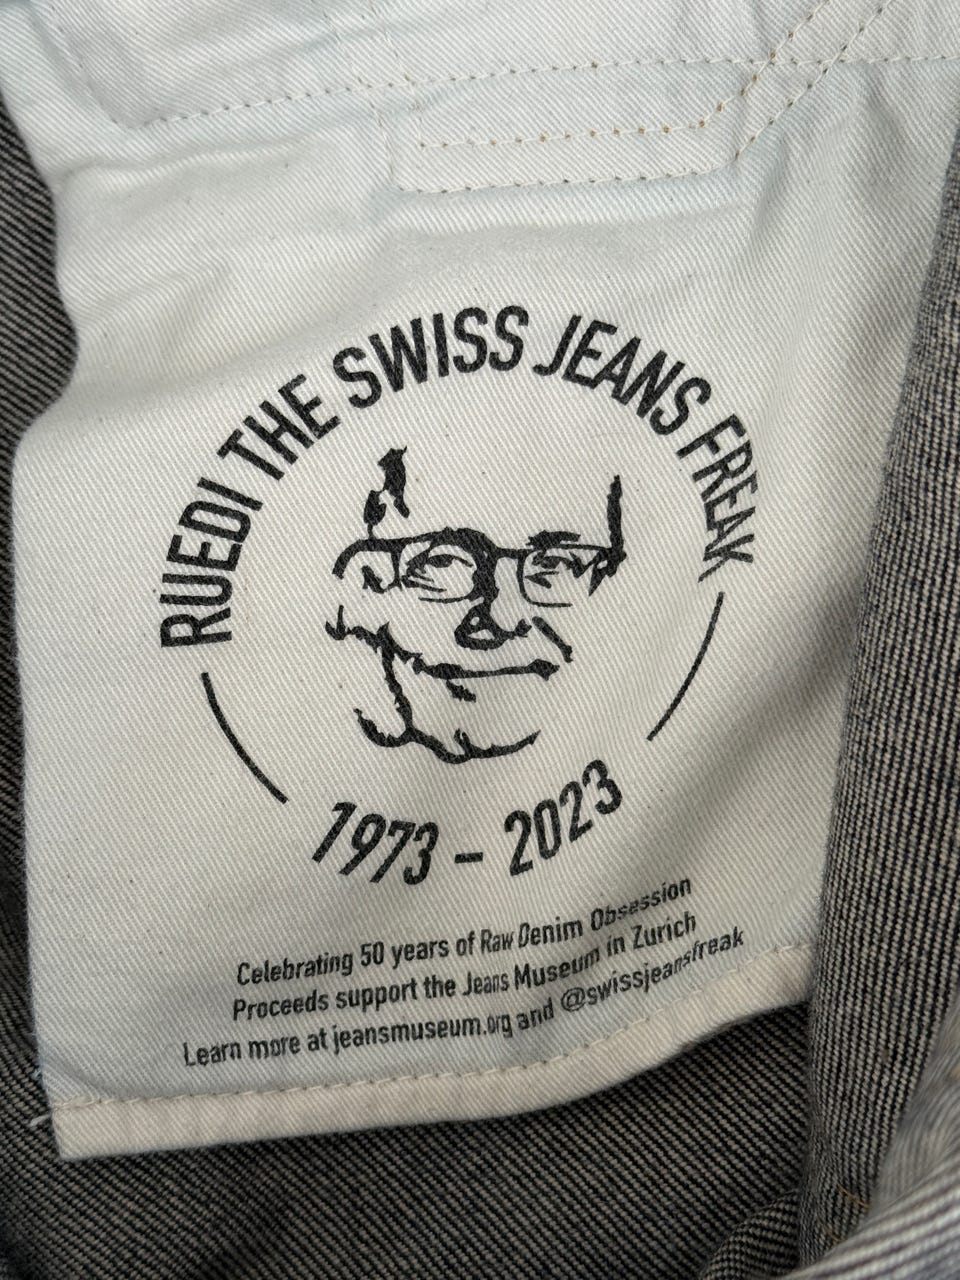 RUEDI THE SWISS JEANS FREAK
1973 – 2023
Celebrating 50 years of Raw Denim Obsession
Proceeds support the Jeans Museum in Zurich
Learn more at jeansmuseum.org and @swissjeansfreak